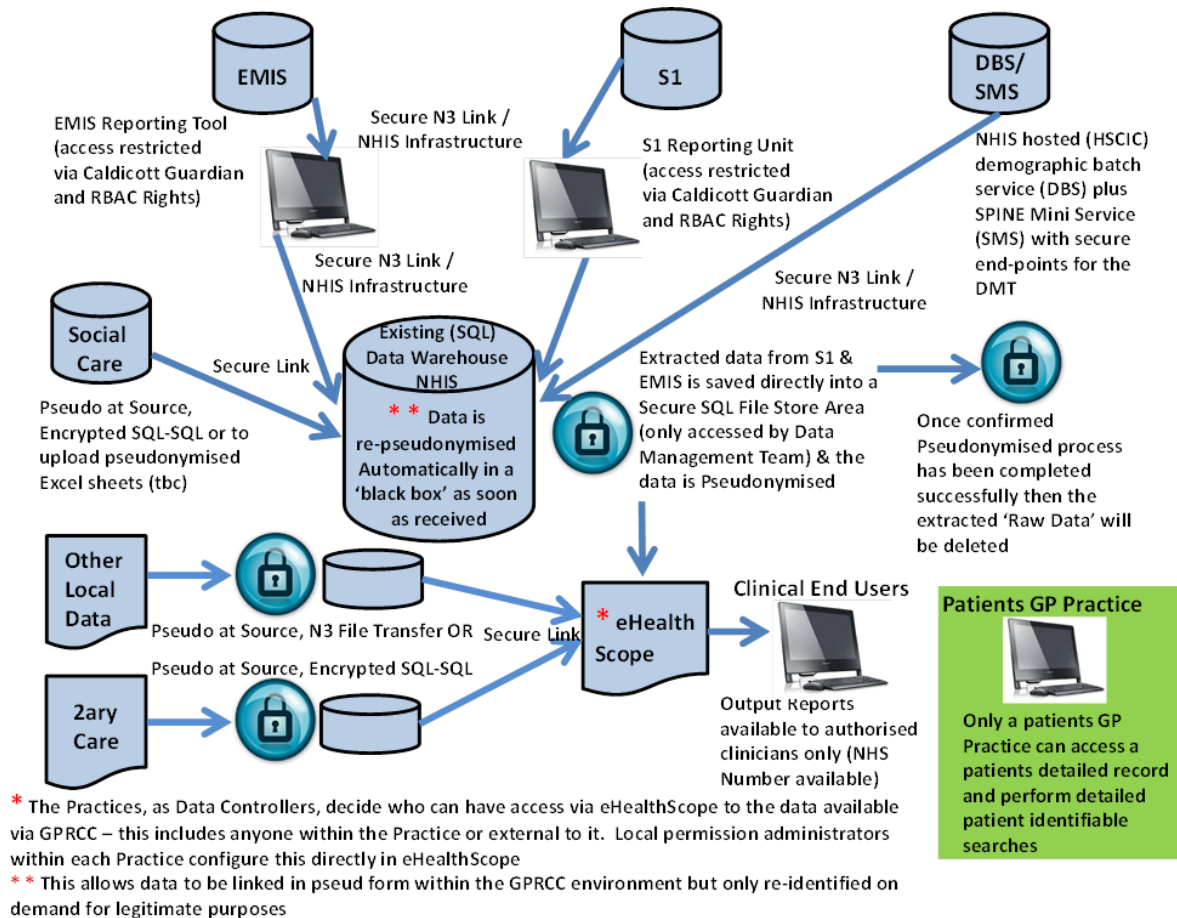 EMIS
S1
DBS/
SMS
EMIS Reporting Tool
(access restricted
via Caldicott Guardian
and RBAC Rights)
Secure N3 Link /
NHIS Infrastructure
S1 Reporting Unit
(access restricted
via Caldicott Guardian
and RBAC Rights)
NHIS hosted (HSCIC)
demographic batch
service (DBS) plus
SPINE Mini Service
(SMS) with secure
end-points for the
DMT
Secure N3 Link /
NHIS Infrastructure
Secure N3 Link /
NHIS Infrastructure
Social
Care
Secure Link
Pseudo at Source,
Encrypted SQL-SQL or to
upload pseudonymised
Excel sheets (tbc)
Existing (SQL)
Data Warehouse
NHIS
* * Data is
re-pseudonymised
Automatically in a
‘black box’ as soon
as received
Extracted data from S1 &
EMIS is saved directly into a
Secure SQL File Store Area
(only accessed by Data
Management Team) & the
data is Pseudonymised
Once confirmed
Pseudonymised process
has been completed
successfully then the
extracted ‘Raw Data’ will
be deleted
Other
Local
Data
Pseudo at Source, N3 File Transfer OR
Secure Link
Pseudo at Source, Encrypted SQL-SQL
2ary
Care
* eHealth
Scope
Clinical End Users
Output Reports
available to authorised
clinicians only (NHS
Number available)
Patients GP Practice
Only a patients GP
Practice can access a
patients detailed record
and perform detailed
patient identifiable
searches
* The Practices, as Data Controllers, decide who can have access via eHealthScope to the data available
via GPRCC – this includes anyone within the Practice or external to it. Local permission administrators
within each Practice configure this directly in eHealthScope
* * This allows data to be linked in pseud form within the GPRCC environment but only re-identified on
demand for legitimate purposes